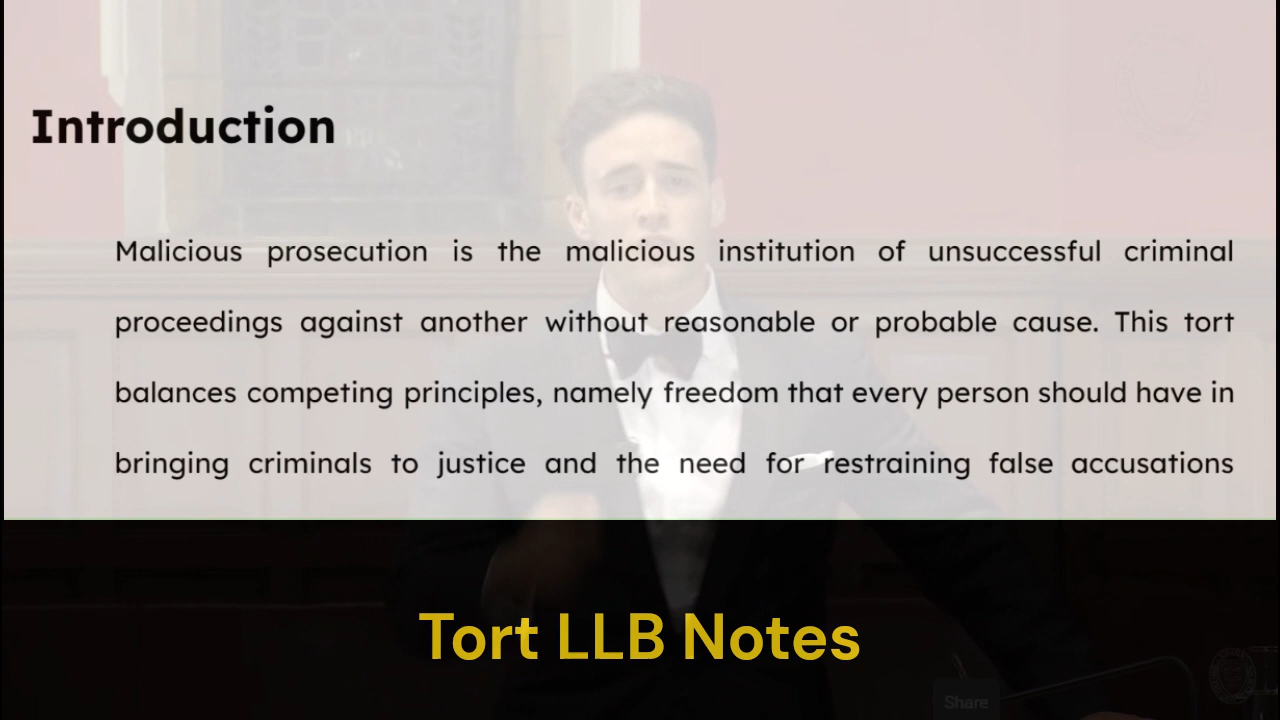 Introduction
Malicious prosecution is the malicious institution of unsuccessful criminal
proceedings against another without reasonable or probable cause. This tort
balances competing principles, namely freedom that every person should have in
bringing criminals to justice and the need for restraining false accusations
Tort LLB Notes
Share